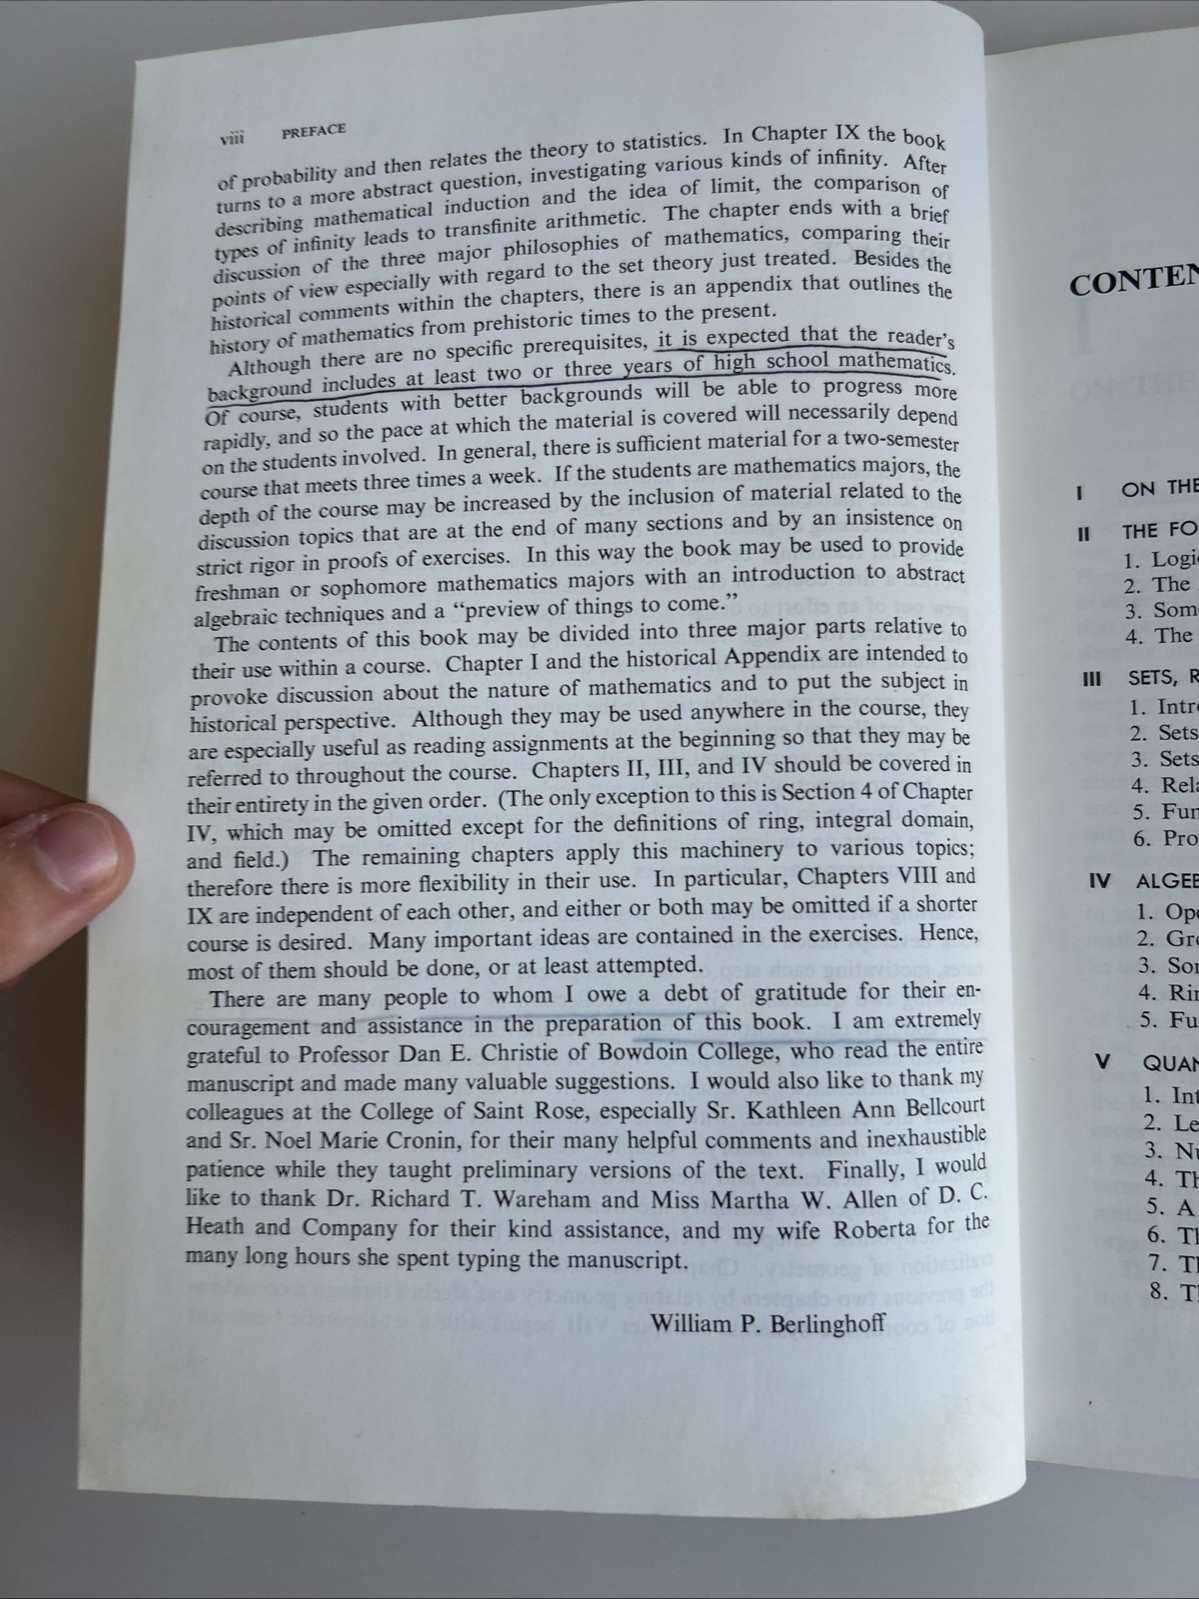 viii PREFACE
of probability and then relates the theory to statistics. In Chapter IX the book
turns to a more abstract question, investigating various kinds of infinity. After
describing mathematical induction and the idea of limit, the comparison of
types of infinity leads to transfinite arithmetic. The chapter ends with a brief
discussion of the three major philosophies of mathematics, comparing their
points of view especially with regard to the set theory just treated. Besides the
historical comments within the chapters, there is an appendix that outlines the
history of mathematics from prehistoric times to the present.
Although there are no specific prerequisites, it is expected that the reader's
background includes at least two or three years of high school mathematics.
Of course, students with better backgrounds will be able to progress more
rapidly, and so the pace at which the material is covered will necessarily depend
on the students involved. In general, there is sufficient material for a two-semester
course that meets three times a week. If the students are mathematics majors, the
depth of the course may be increased by the inclusion of material related to the
discussion topics that are at the end of many sections and by an insistence on
strict rigor in proofs of exercises. In this way the book may be used to provide
freshman or sophomore mathematics majors with an introduction to abstract
algebraic techniques and a “preview of things to come.”
The contents of this book may be divided into three major parts relative to
their use within a course. Chapter I and the historical Appendix are intended to
provoke discussion about the nature of mathematics and to put the subject in
historical perspective. Although they may be used anywhere in the course, they
are especially useful as reading assignments at the beginning so that they may be
referred to throughout the course. Chapters II, III, and IV should be covered in
their entirety in the given order. (The only exception to this is Section 4 of Chapter
IV, which may be omitted except for the definitions of ring, integral domain,
and field.) The remaining chapters apply this machinery to various topics;
therefore there is more flexibility in their use. In particular, Chapters VIII and
IX are independent of each other, and either or both may be omitted if a shorter
course is desired. Many important ideas are contained in the exercises. Hence,
most of them should be done, or at least attempted.
There are many people to whom I owe a debt of gratitude for their en-
couragement and assistance in the preparation of this book. I am extremely
grateful to Professor Dan E. Christie of Bowdoin College, who read the entire
manuscript and made many valuable suggestions. I would also like to thank my
colleagues at the College of Saint Rose, especially Sr. Kathleen Ann Bellcourt
and Sr. Noel Marie Cronin, for their many helpful comments and inexhaustible
patience while they taught preliminary versions of the text. Finally, I would
like to thank Dr. Richard T. Wareham and Miss Martha W. Allen of D. C.
Heath and Company for their kind assistance, and my wife Roberta for the
many long hours she spent typing the manuscript.
William P. Berlinghoff
CONTEN
I ON THE
II THE FO
1. Logi
2. The
3. Som
4. The
III SETS, R
1. Intr
2. Sets
3. Sets
4. Rela
5. Fun
6. Pro
IV ALGEB
1. Ope
2. Gro
3. Son
4. Rin
5. Fu
V QUAN
1. Int
2. Le
3. Nu
4. Th
5. A
6. Th
7. Th
8. T